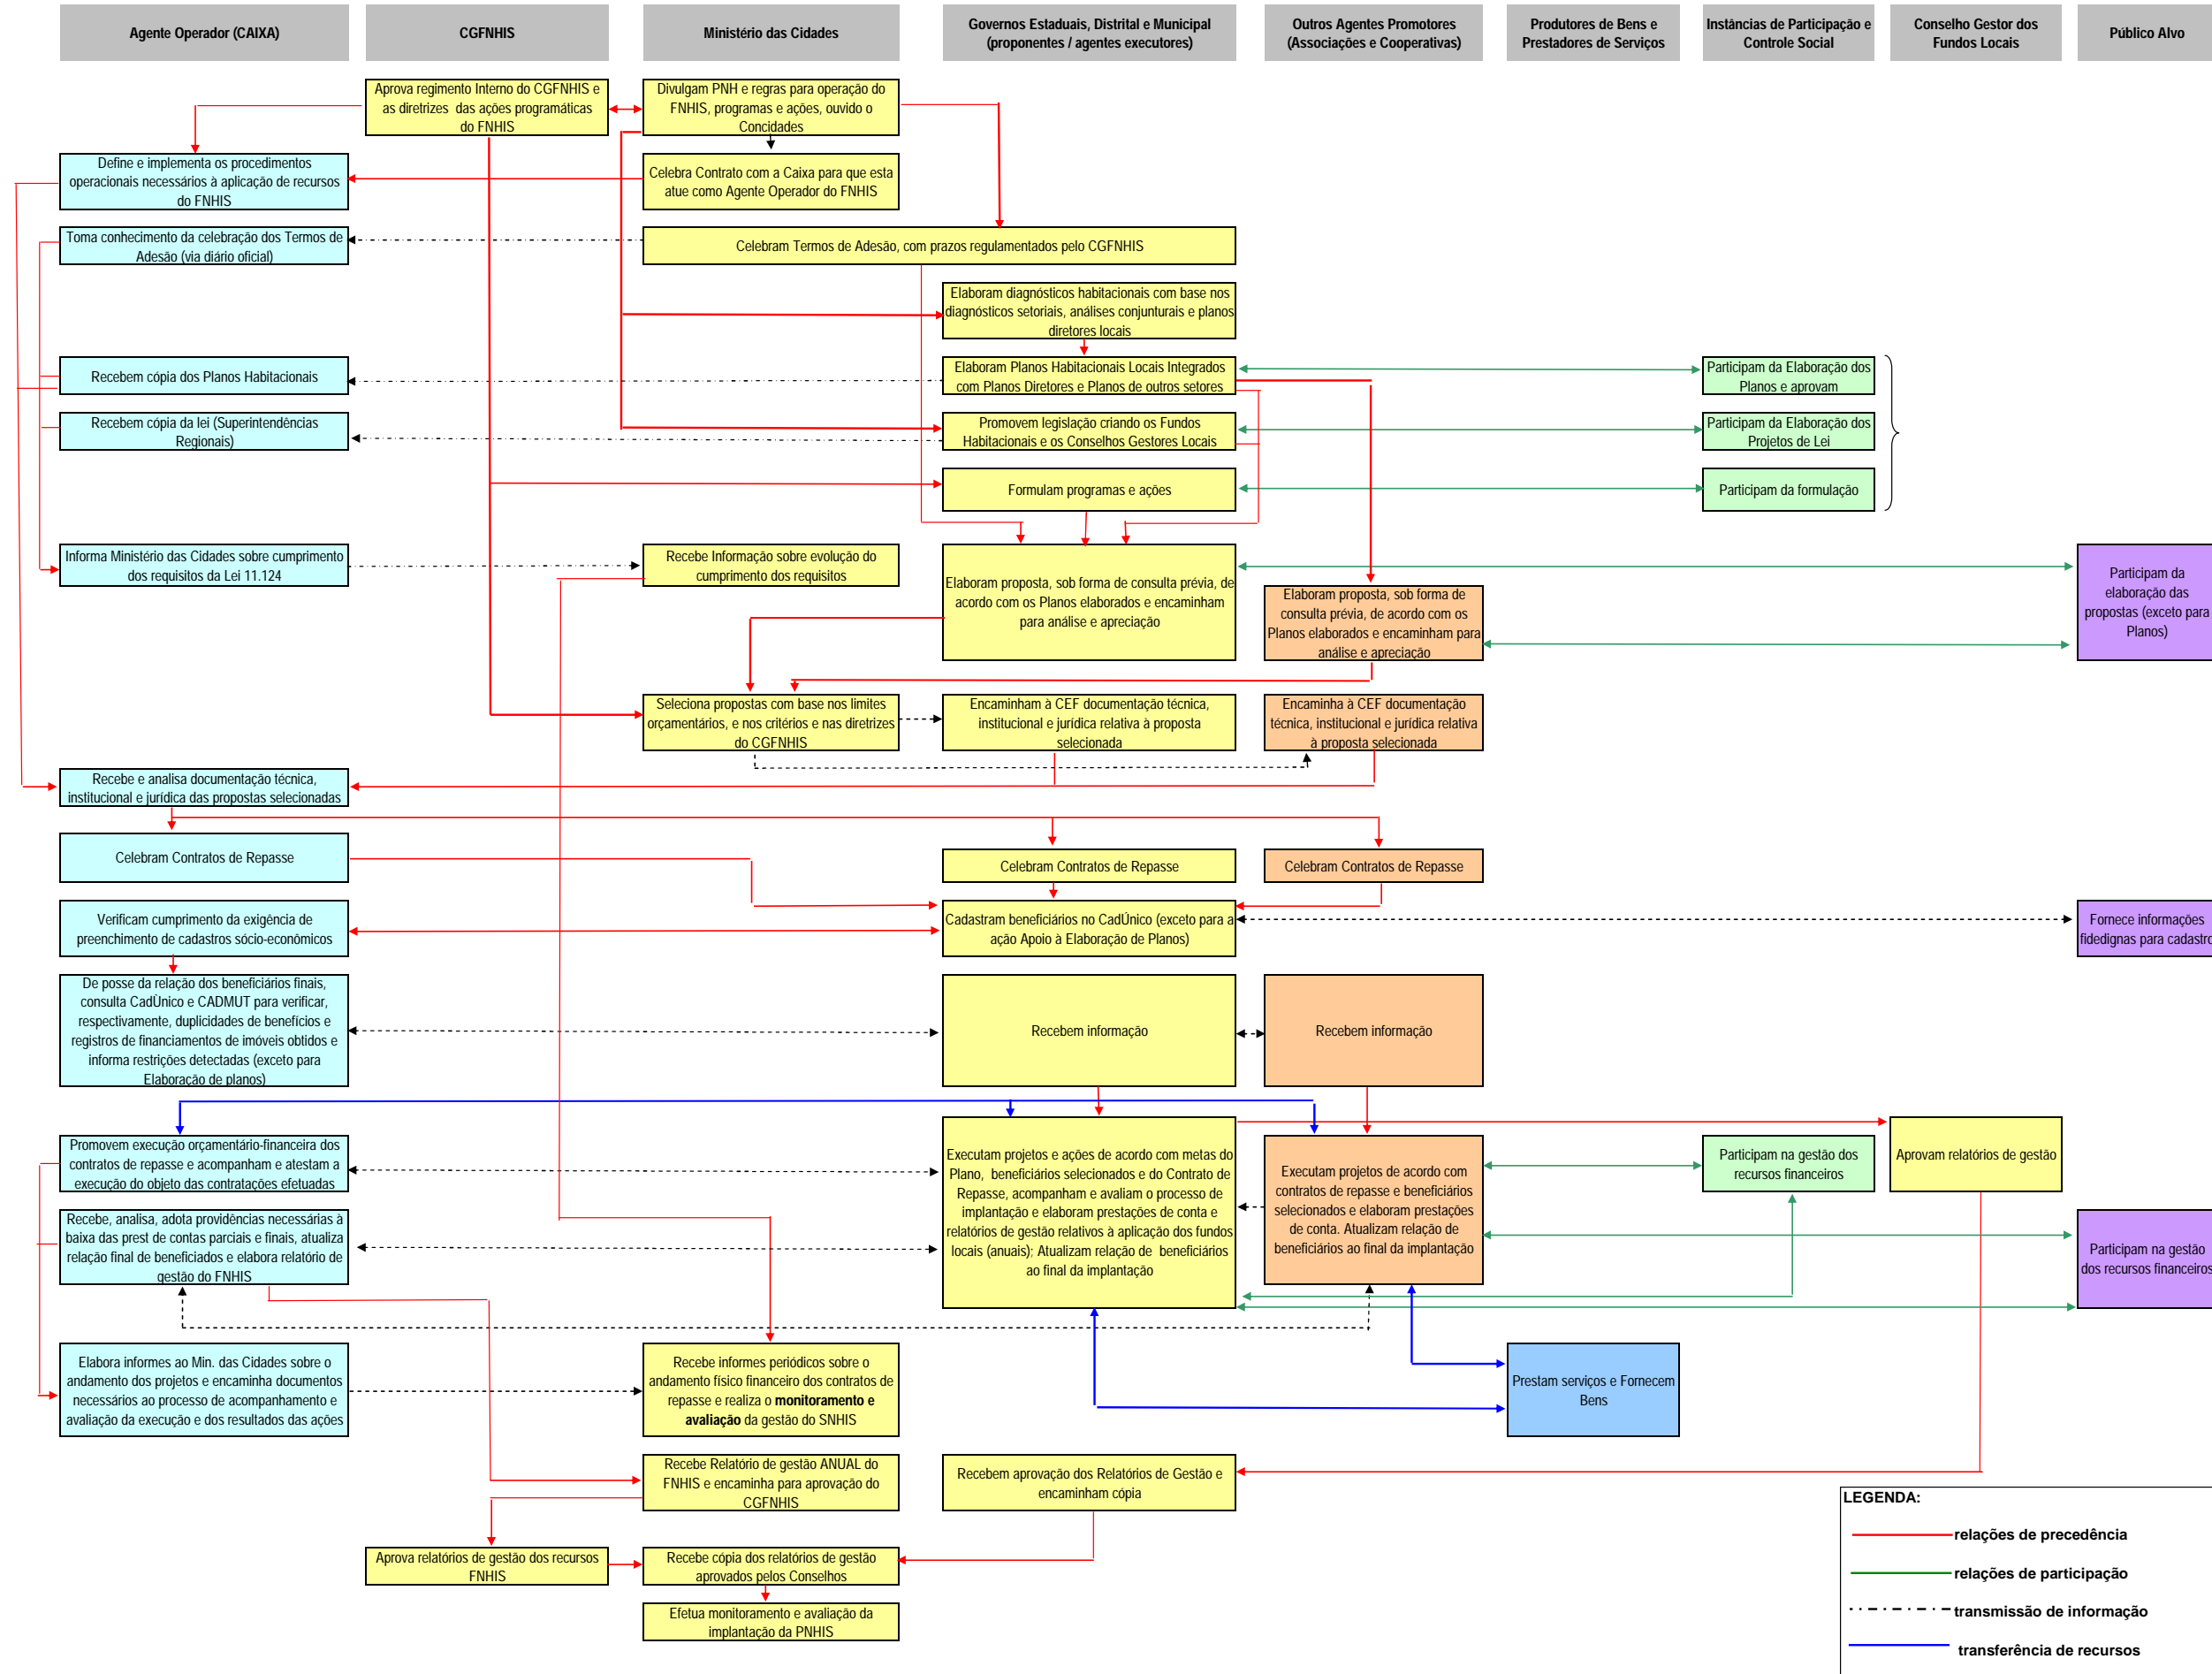 Agente Operador (CAIXA)
CGFNHIS
Ministério das Cidades
Governos Estaduais, Distrital e Municipal
(proponentes / agentes executores)
Outros Agentes Promotores
(Associações e Cooperativas)
Produtores de Bens e
Prestadores de Serviços
Instâncias de Participação e
Controle Social
Conselho Gestor dos
Fundos Locais
Público Alvo
Aprova regimento Interno do CGFNHIS e
as diretrizes das ações programáticas
do FNHIS
Divulgam PNH e regras para operação do
FNHIS, programas e ações, ouvido o
Concidades
Define e implementa os procedimentos
operacionais necessários à aplicação de recursos
do FNHIS
Celebra Contrato com a Caixa para que esta
atue como Agente Operador do FNHIS
Toma conhecimento da celebração dos Termos de
Adesão (via diário oficial)
Celebram Termos de Adesão, com prazos regulamentados pelo CGFNHIS
Elaboram diagnósticos habitacionais com base nos
diagnósticos setoriais, análises conjunturais e planos
diretores locais
Recebem cópia dos Planos Habitacionais
Elaboram Planos Habitacionais Locais Integrados
com Planos Diretores e Planos de outros setores
Participam da Elaboração dos
Planos e aprovam
Recebem cópia da lei (Superintendências
Regionais)
Promovem legislação criando os Fundos
Habitacionais e os Conselhos Gestores Locais
Participam da Elaboração dos
Projetos de Lei
Formulam programas e ações
Participam da formulação
Informa Ministério das Cidades sobre cumprimento
dos requisitos da Lei 11.124
Recebe Informação sobre evolução do
cumprimento dos requisitos
Elaboram proposta, sob forma de consulta prévia, de
acordo com os Planos elaborados e encaminham
para análise e apreciação
Elaboram proposta, sob forma de
consulta prévia, de acordo com os
Planos elaborados e encaminham para
análise e apreciação
Participam da
elaboração das
propostas (exceto para
Planos)
Seleciona propostas com base nos limites
orçamentários, e nos critérios e nas diretrizes
do CGFNHIS
Encaminham à CEF documentação técnica,
institucional e jurídica relativa à proposta
selecionada
Encaminha à CEF documentação
técnica, institucional e jurídica relativa
à proposta selecionada
Recebe e analisa documentação técnica,
institucional e jurídica das propostas selecionadas
Celebram Contratos de Repasse
Celebram Contratos de Repasse
Celebram Contratos de Repasse
Verificam cumprimento da exigência de
preenchimento de cadastros sócio-econômicos
Cadastram beneficiários no CadÚnico (exceto para a
ação Apoio à Elaboração de Planos)
Fornece informações
fidedignas para cadastro
De posse da relação dos beneficiários finais,
consulta CadÚnico e CADMUT para verificar,
respectivamente, duplicidades de benefícios e
registros de financiamentos de imóveis obtidos e
informa restrições detectadas (exceto para
Elaboração de planos)
Recebem informação
Recebem informação
Promovem execução orçamentário-financeira dos
contratos de repasse e acompanham e atestam a
execução do objeto das contratações efetuadas
Executam projetos e ações de acordo com metas do
Plano, beneficiários selecionados e do Contrato de
Repasse, acompanham e avaliam o processo de
implantação e elaboram prestações de conta e
relatórios de gestão relativos à aplicação dos fundos
locais (anuais); Atualizam relação de beneficiários
ao final da implantação
Executam projetos de acordo com
contratos de repasse e beneficiários
selecionados e elaboram prestações
de conta. Atualizam relação de
beneficiários ao final da implantação
Participam na gestão dos
recursos financeiros
Aprovam relatórios de gestão
Recebe, analisa, adota providências necessárias à
baixa das prest de contas parciais e finais, atualiza
relação final de beneficiados e elabora relatório de
gestão do FNHIS
Participam na gestão
dos recursos financeiros
Elabora informes ao Min. das Cidades sobre o
andamento dos projetos e encaminha documentos
necessários ao processo de acompanhamento e
avaliação da execução e dos resultados das ações
Recebe informes periódicos sobre o
andamento físico financeiro dos contratos de
repasse e realiza o monitoramento e
avaliação da gestão do SNHIS
Prestam serviços e Fornecem
Bens
Recebe Relatório de gestão ANUAL do
FNHIS e encaminha para aprovação do
CGFNHIS
Recebem aprovação dos Relatórios de Gestão e
encaminham cópia
Aprova relatórios de gestão dos recursos
FNHIS
Recebe cópia dos relatórios de gestão
aprovados pelos Conselhos
Efetua monitoramento e avaliação da
implantação da PNHIS
LEGENDA:
relações de precedência
relações de participação
transmissão de informação
transferência de recursos